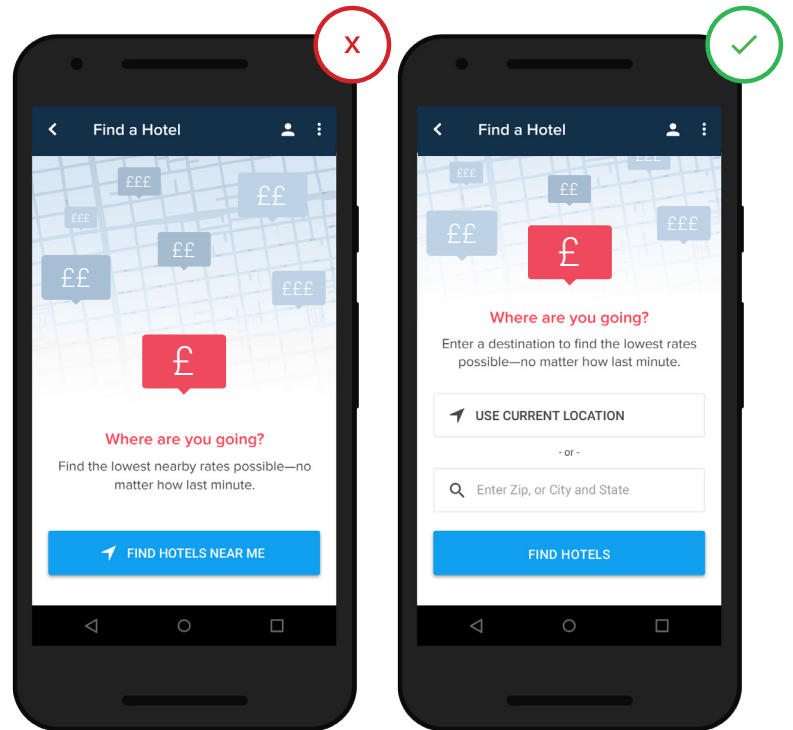 X
Find a Hotel
£££
££
£££
££
££
£££
£
Where are you going?
Find the lowest nearby rates possible—no
matter how last minute.
FIND HOTELS NEAR ME
Find a Hotel
£££
£££
££
£££
££
£
Where are you going?
Enter a destination to find the lowest rates
possible—no matter how last minute.
USE CURRENT LOCATION
- or -
Enter Zip, or City and State
FIND HOTELS